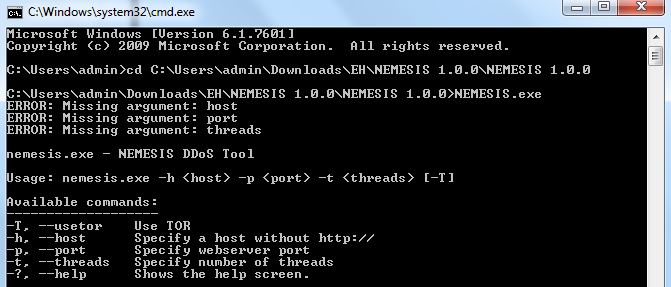 C:\Windows\system32\cmd.exe
Microsoft Windows [Version 6.1.7601]
Copyright (c) 2009 Microsoft Corporation.  All rights reserved.
C:\Users\admin>cd C:\Users\admin\Downloads\EH\NEMESIS 1.0.0\NEMESIS 1.0.0
C:\Users\admin\Downloads\EH\NEMESIS 1.0.0\NEMESIS 1.0.0>NEMESIS.exe
ERROR: Missing argument: host
ERROR: Missing argument: port
ERROR: Missing argument: threads
nemesis.exe - NEMESIS DDoS Tool
Usage: nemesis.exe -h <host> -p <port> -t <threads> [-T]
Available commands:
--------------------
-T, --usetor    Use TOR
-h, --host      Specify a host without http://
-p, --port      Specify webserver port
-t, --threads   Specify number of threads
-?, --help      Shows the help screen.